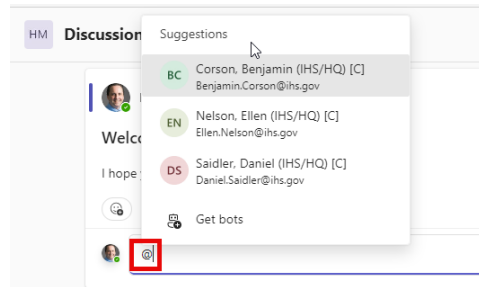 HM Discussion
Suggestions
BC Corson, Benjamin (IHS/HQ) [C]
Benjamin.Corson@ihs.gov
EN Nelson, Ellen (IHS/HQ) [C]
Ellen.Nelson@ihs.gov
DS Saidler, Daniel (IHS/HQ) [C]
Daniel.Saidler@ihs.gov
Get bots
Welc
I hope
@